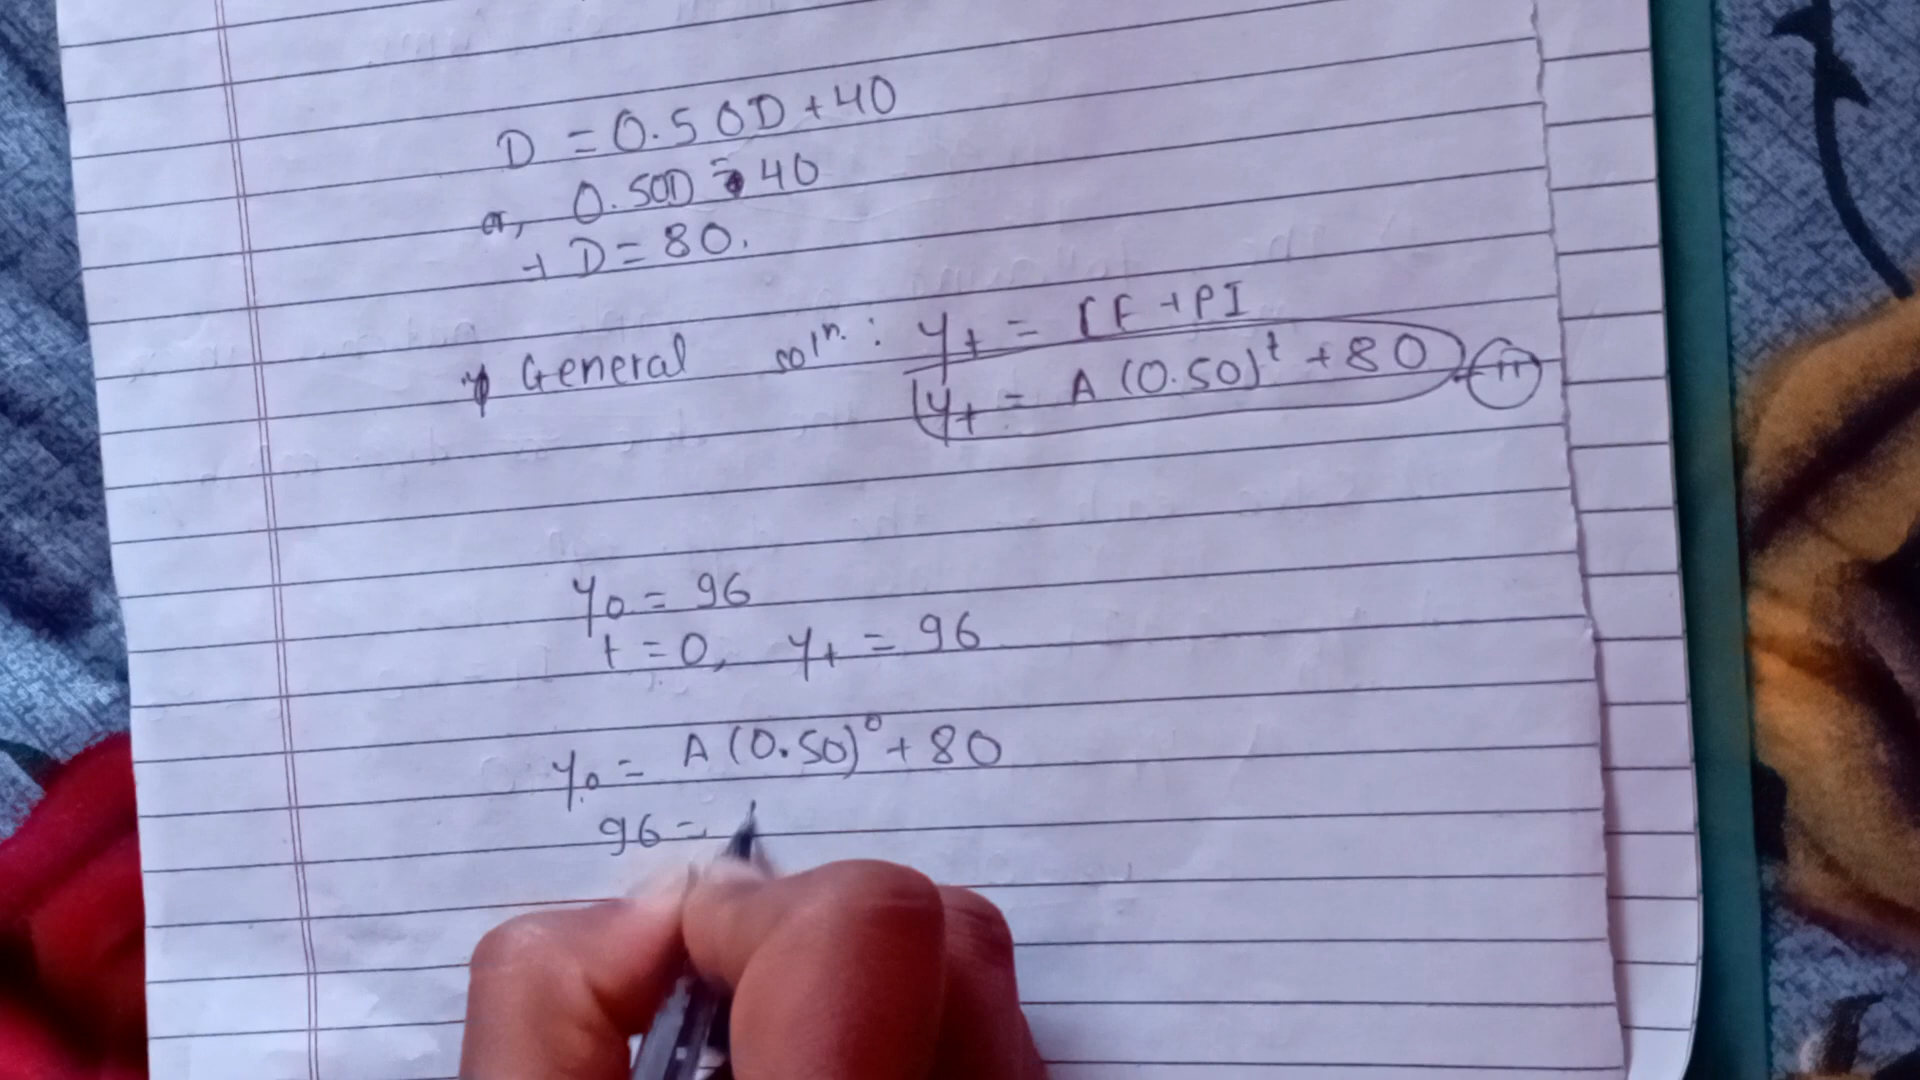 D = 0.50D + 40
or, 0.50D = 40
D = 80.
General solⁿ. : yₜ = CF + PI
yₜ = A (0.50)ᵗ + 80
y₀ = 96
t = 0, yₜ = 96
y₀ = A (0.50)⁰ + 80
96 =